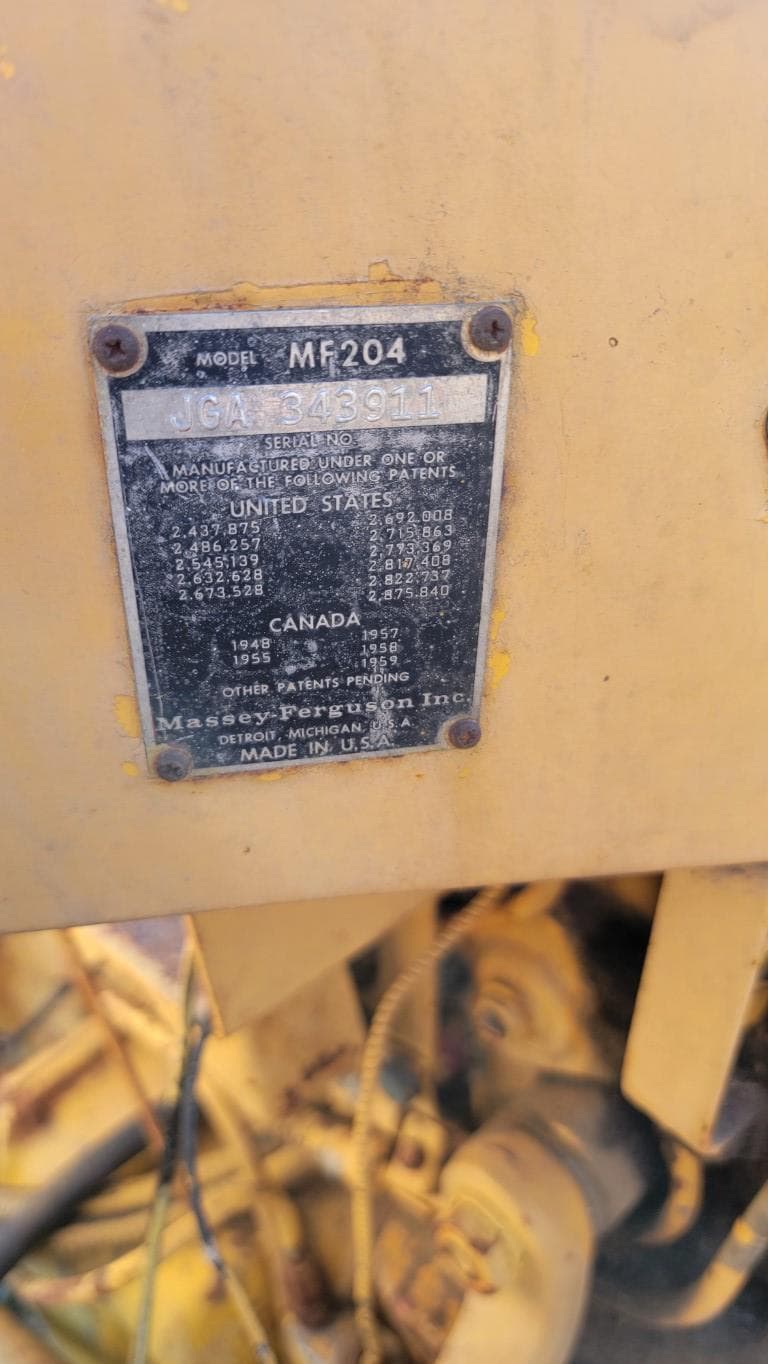 MODEL MF204
JGA 343911
SERIAL NO.
MANUFACTURED UNDER ONE OR
MORE OF THE FOLLOWING PATENTS
UNITED STATES
2,437,875 2,692,008
2,486,257 2,715,863
2,545,139 2,773,369
2,632,628 2,817,408
2,673,528 2,822,737
2,875,840
CANADA
1948 1957
1955 1958
1959
OTHER PATENTS PENDING
Massey-Ferguson Inc.
DETROIT, MICHIGAN, U.S.A.
MADE IN U.S.A.